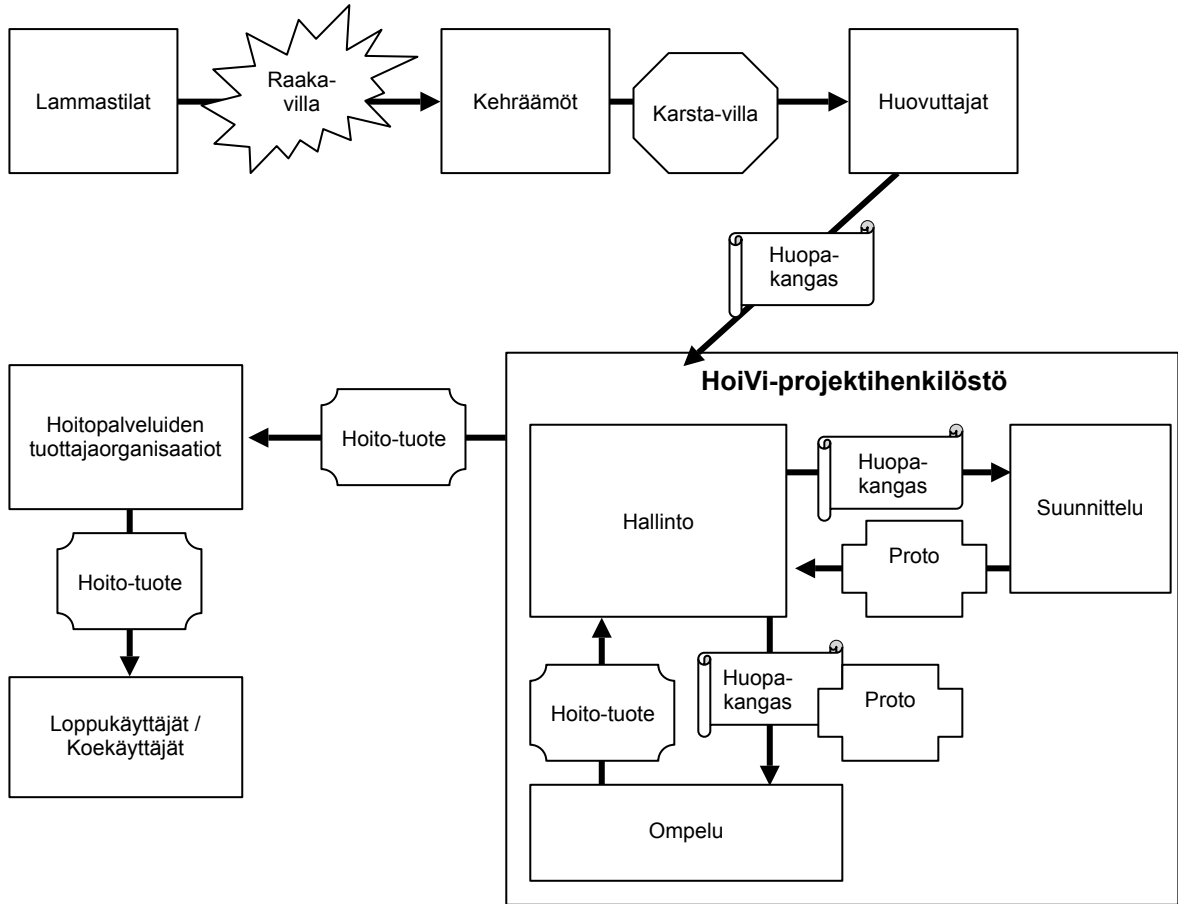 Lammastilat
Raaka-
villa
Kehräämöt
Karsta-villa
Huovuttajat
Huopa-
kangas
HoiVi-projektihenkilöstö
Hoitopalveluiden
tuottajaorganisaatiot
Hoito-tuote
Hallinto
Huopa-
kangas
Suunnittelu
Proto
Hoito-tuote
Hoito-tuote
Huopa-
kangas
Proto
Loppukäyttäjät /
Koekäyttäjät
Ompelu